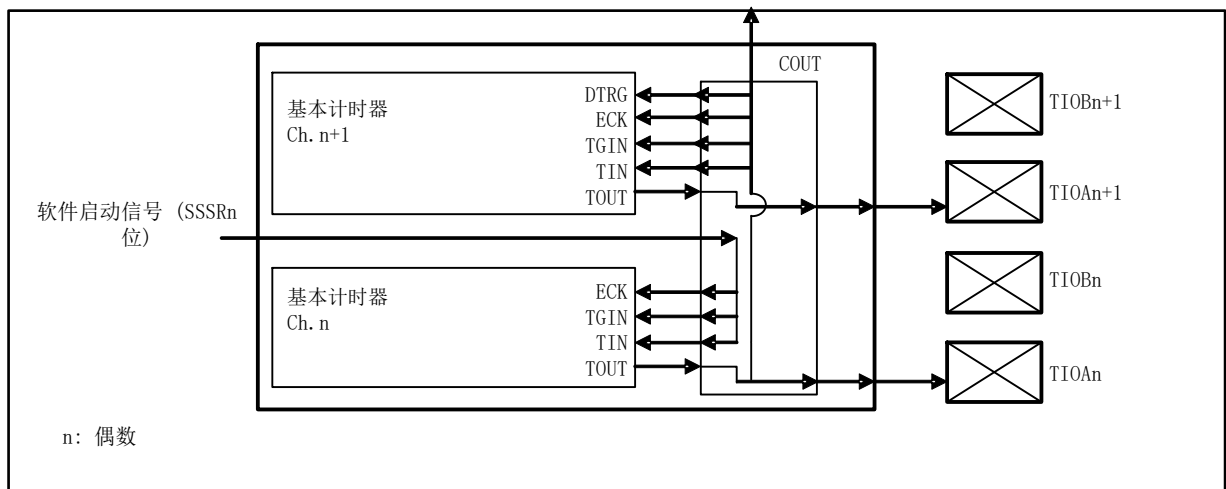 COUT
基本计时器
Ch. n+1
DTRG
ECK
TGIN
TIN
TOUT
TIOBn+1
TIOAn+1
软件启动信号 (SSSRn
位)
基本计时器
Ch. n
ECK
TGIN
TIN
TOUT
TIOBn
TIOAn
n: 偶数